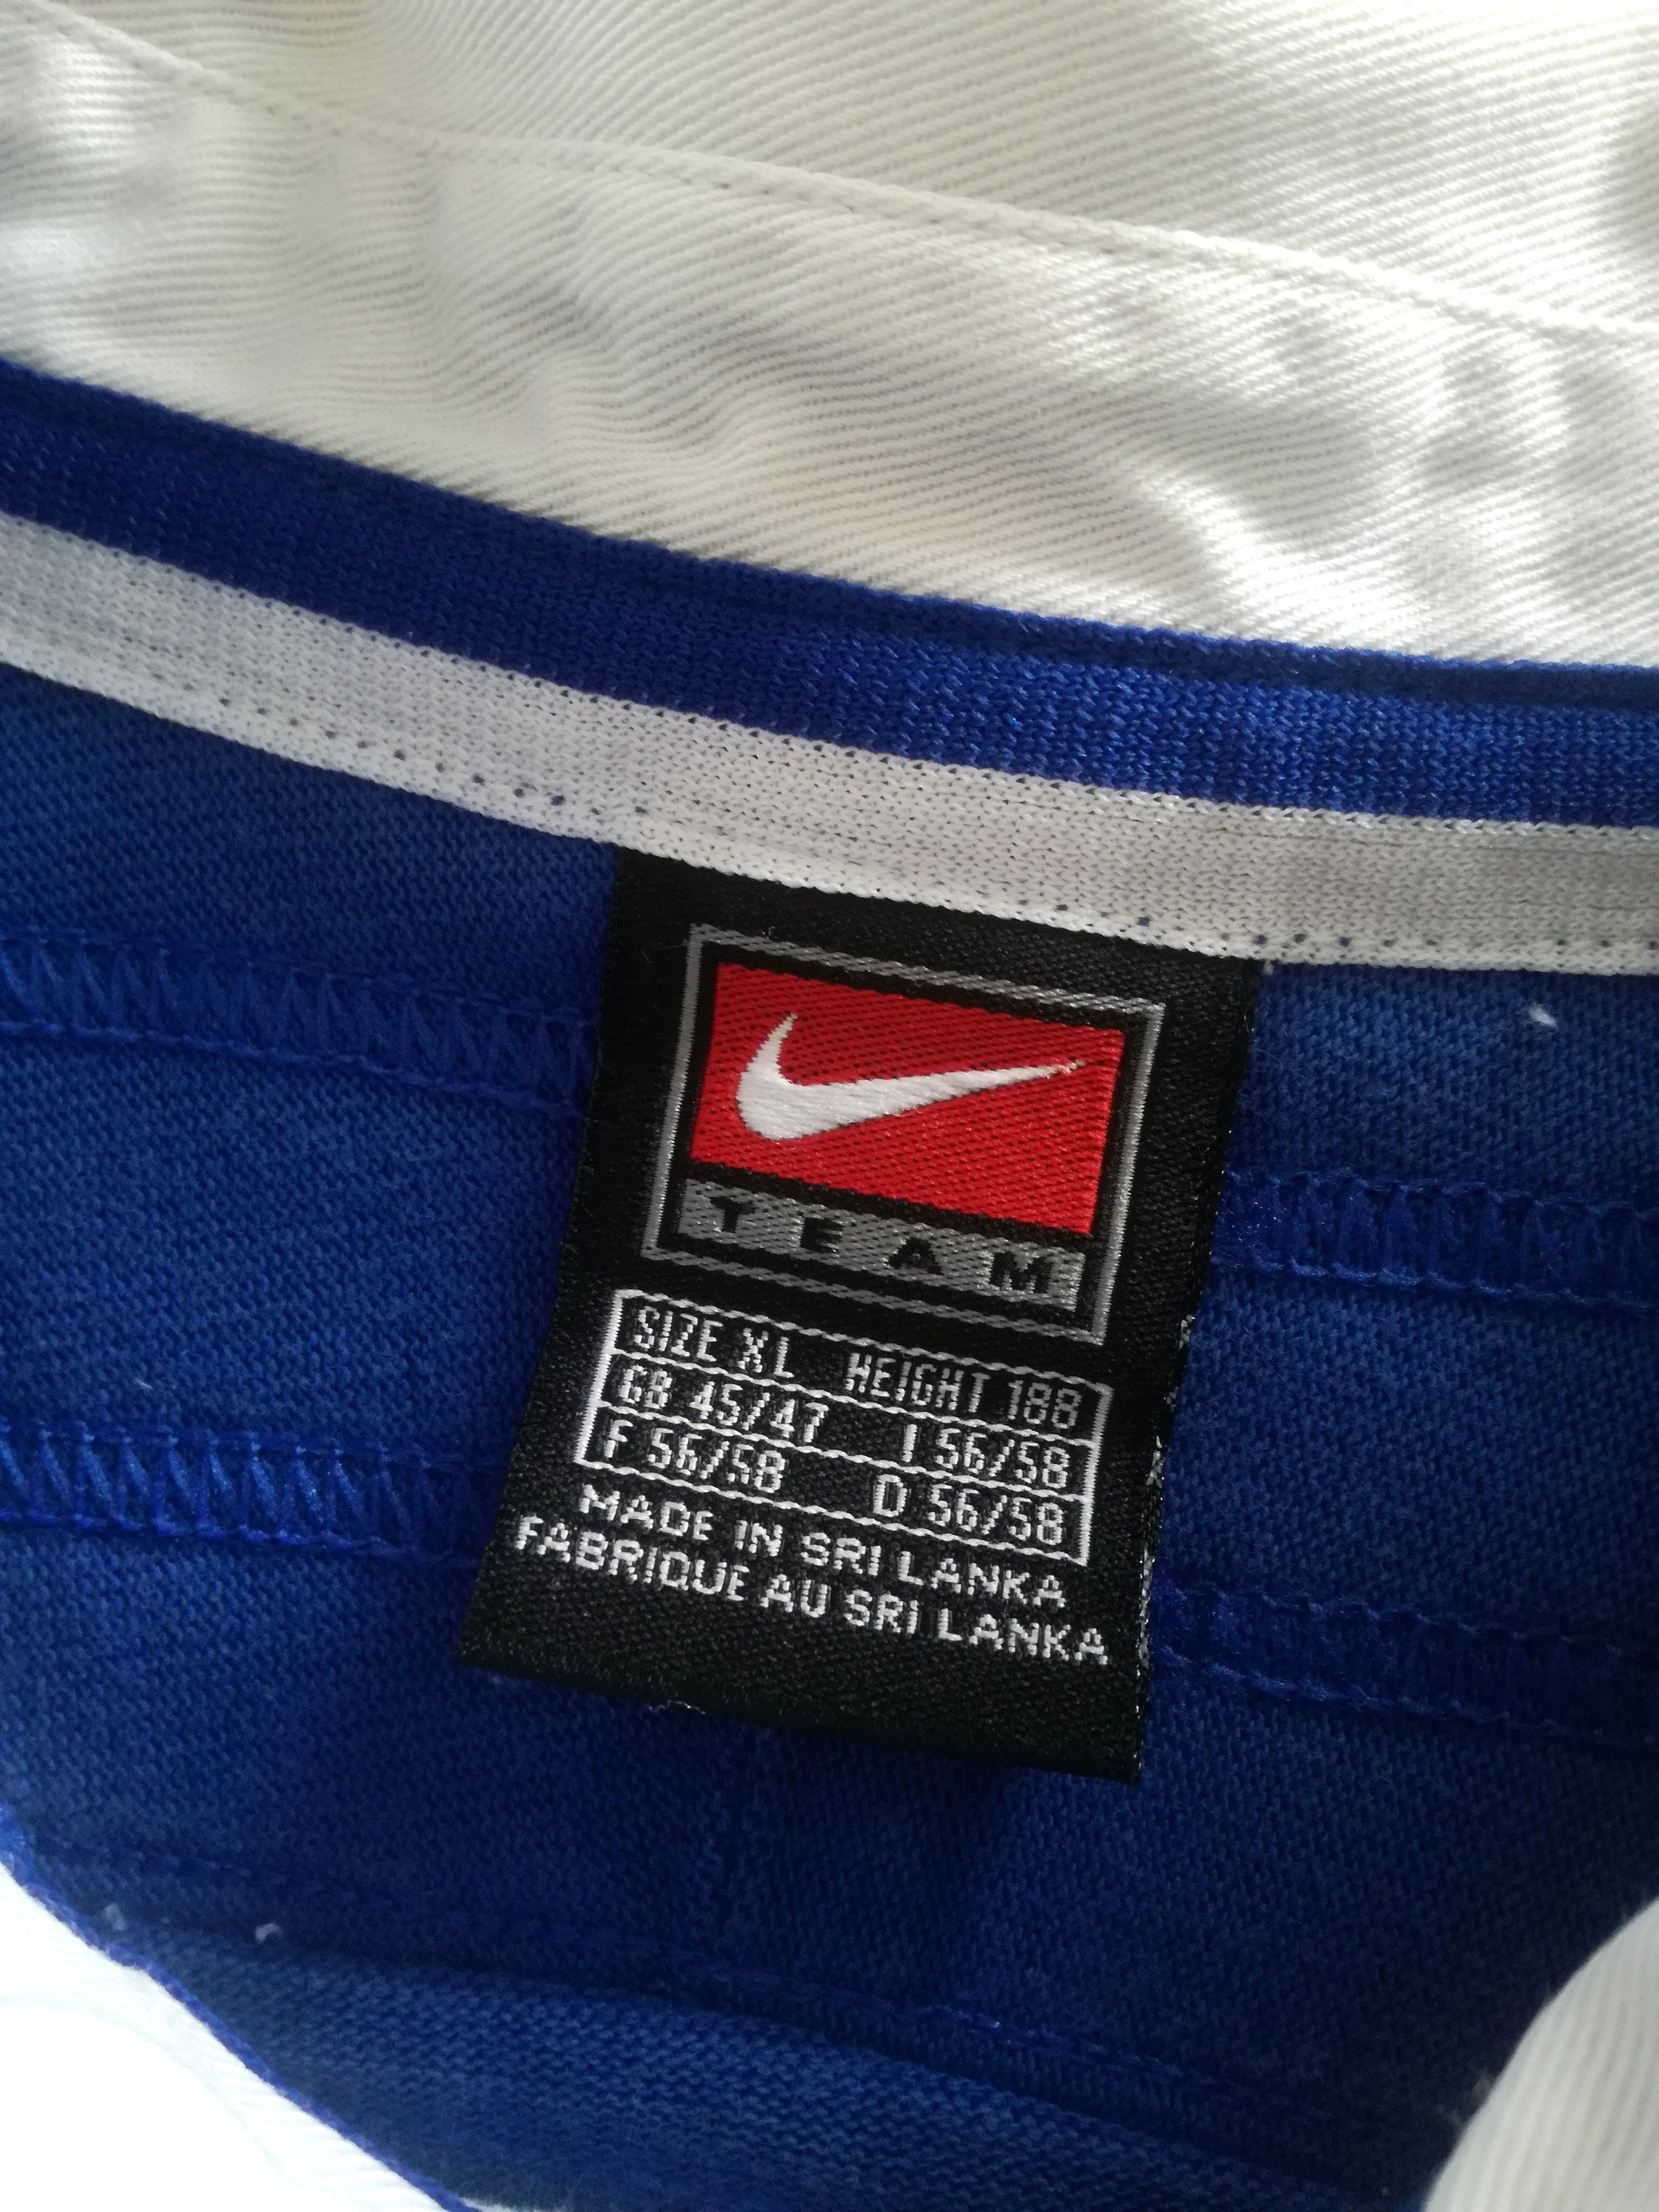 TEAM
SIZE XL HEIGHT 188
GB 45/47 I 56/58
F 56/58 D 56/58
MADE IN SRI LANKA
FABRIQUE AU SRI LANKA